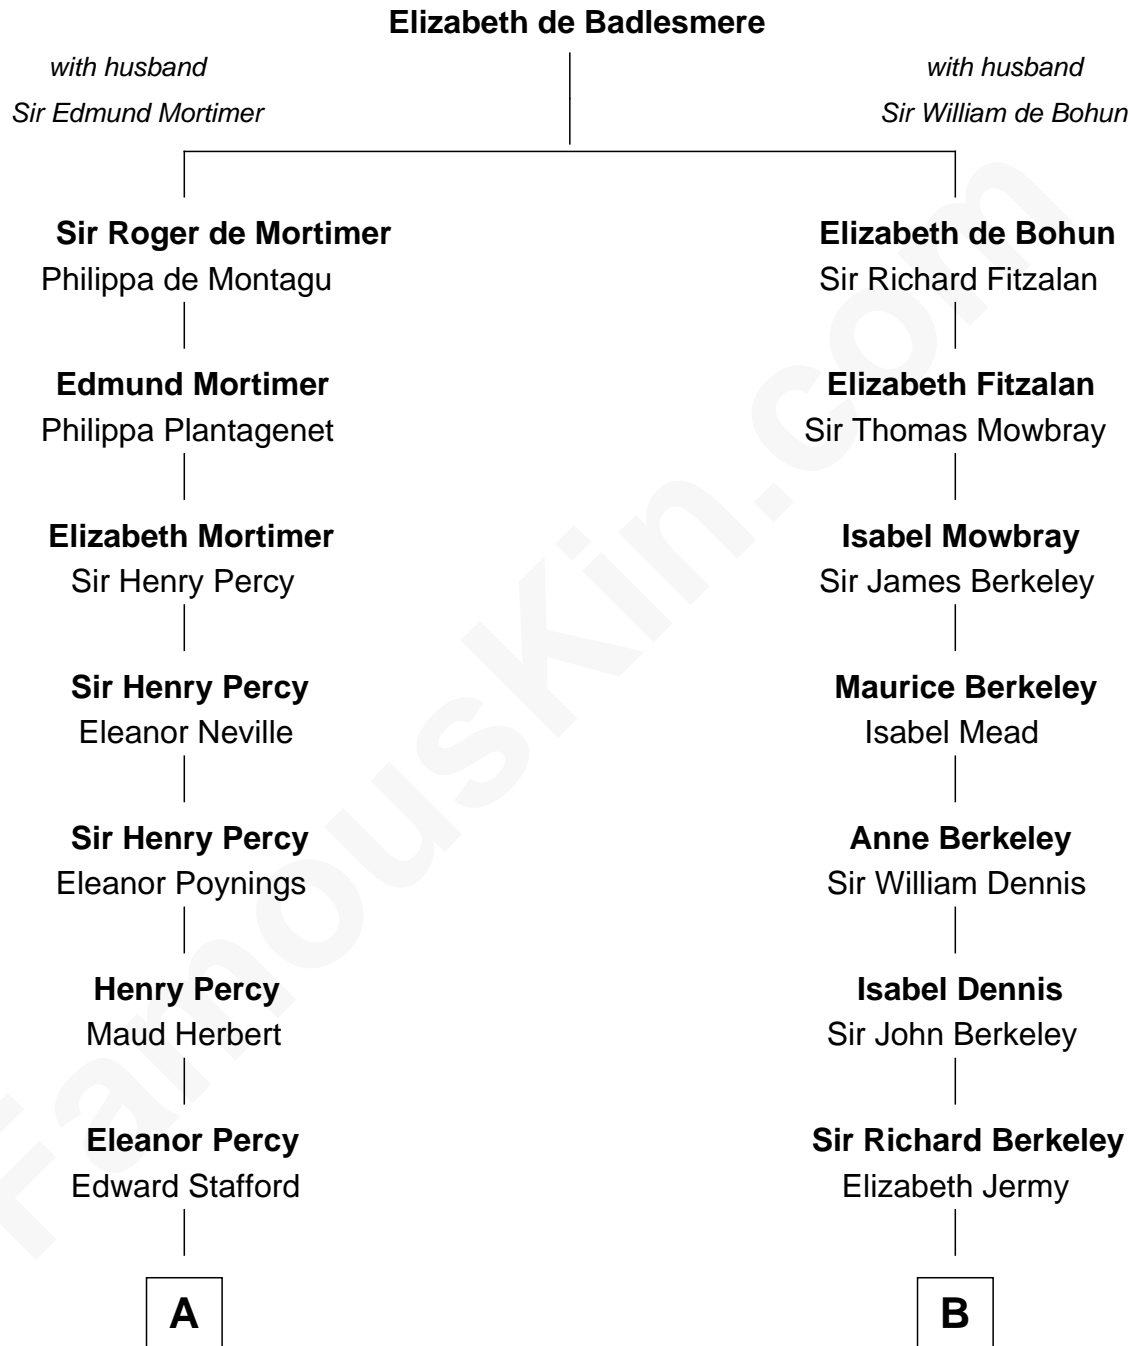 Elizabeth de Badlesmere
with husband
Sir Edmund Mortimer
with husband
Sir William de Bohun
Sir Roger de Mortimer
Philippa de Montagu
Elizabeth de Bohun
Sir Richard Fitzalan
Edmund Mortimer
Philippa Plantagenet
Elizabeth Fitzalan
Sir Thomas Mowbray
Elizabeth Mortimer
Sir Henry Percy
Isabel Mowbray
Sir James Berkeley
Sir Henry Percy
Eleanor Neville
Maurice Berkeley
Isabel Mead
Sir Henry Percy
Eleanor Poynings
Anne Berkeley
Sir William Dennis
Henry Percy
Maud Herbert
Isabel Dennis
Sir John Berkeley
Eleanor Percy
Edward Stafford
Sir Richard Berkeley
Elizabeth Jermy
A
B
FamousKin.com